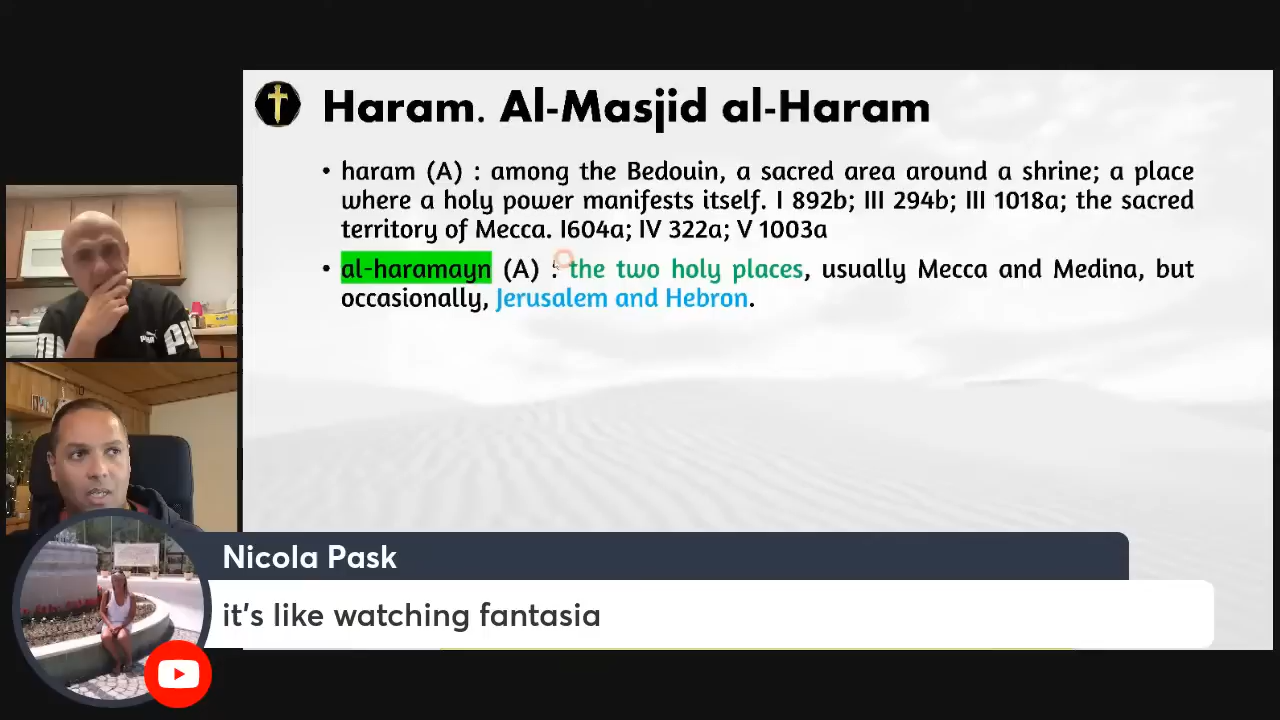 Haram. Al-Masjid al-Haram
• haram (A) : among the Bedouin, a sacred area around a shrine; a place
where a holy power manifests itself. I 892b; III 294b; III 1018a; the sacred
territory of Mecca. I604a; IV 322a; V 1003a
• al-haramayn (A) : the two holy places, usually Mecca and Medina, but
occasionally, Jerusalem and Hebron.
Nicola Pask
it's like watching fantasia